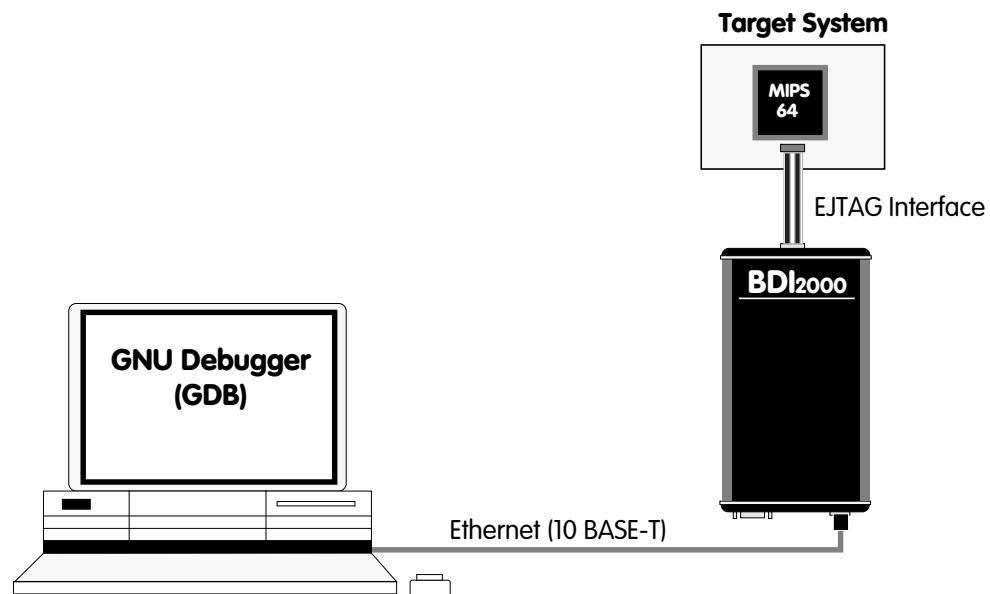 Target System
MIPS
64
EJTAG Interface
BDI2000
GNU Debugger
(GDB)
Ethernet (10 BASE-T)